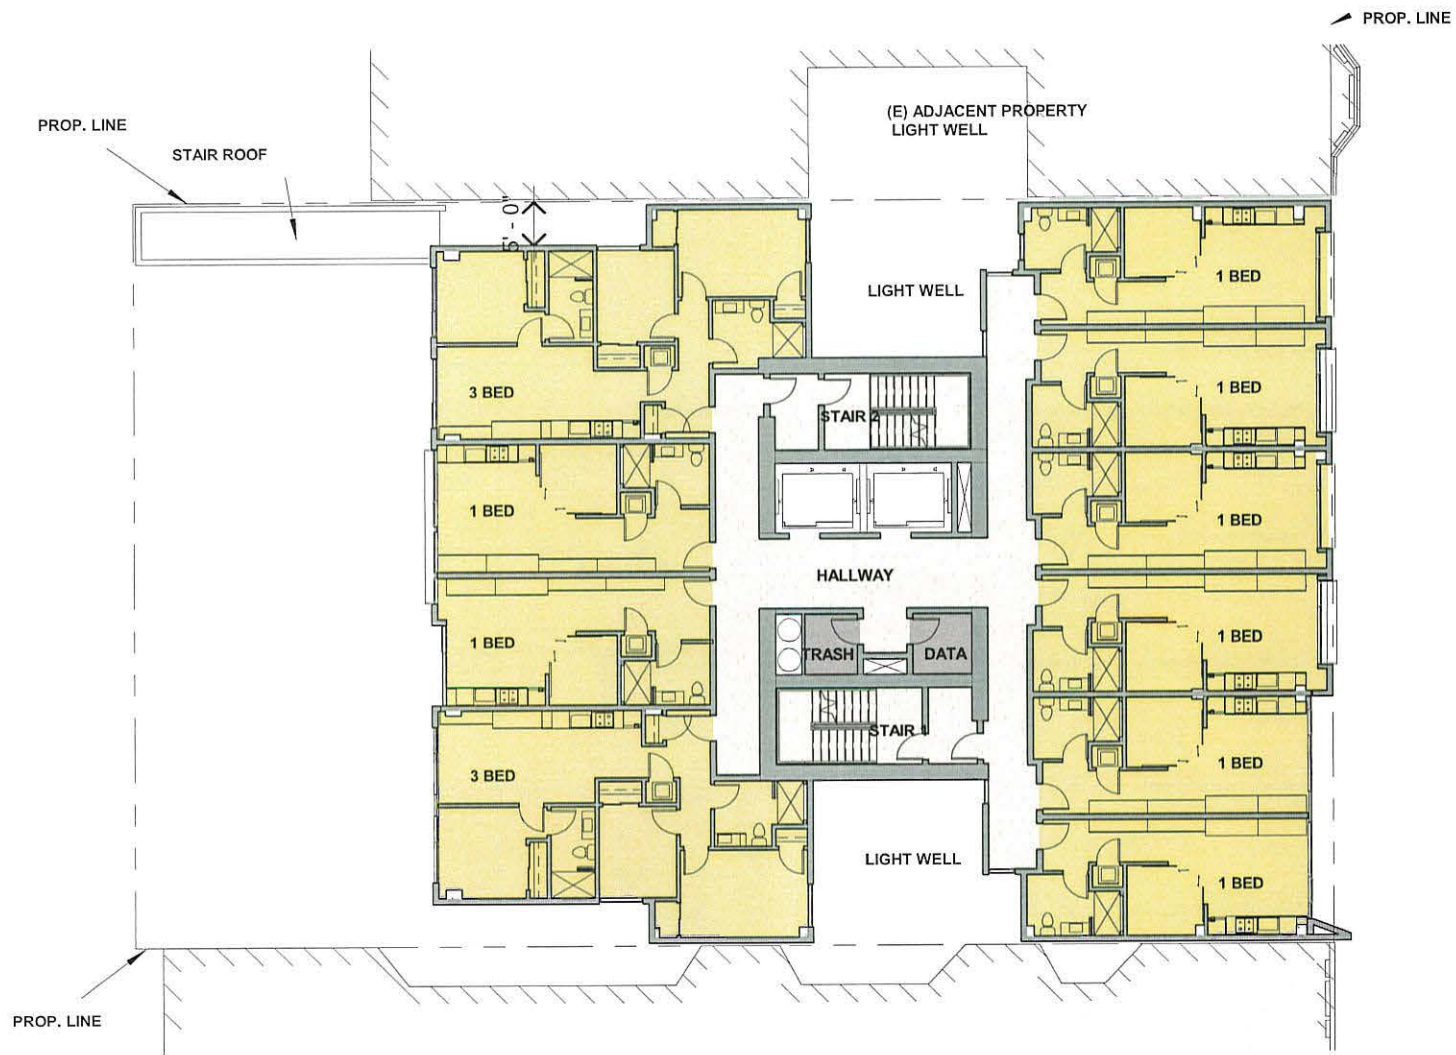 PROP. LINE
(E) ADJACENT PROPERTY
LIGHT WELL
PROP. LINE
STAIR ROOF
5' - 0"
1 BED
LIGHT WELL
3 BED
1 BED
STAIR 2
1 BED
1 BED
HALLWAY
1 BED
1 BED
TRASH
DATA
STAIR 1
3 BED
1 BED
LIGHT WELL
1 BED
PROP. LINE